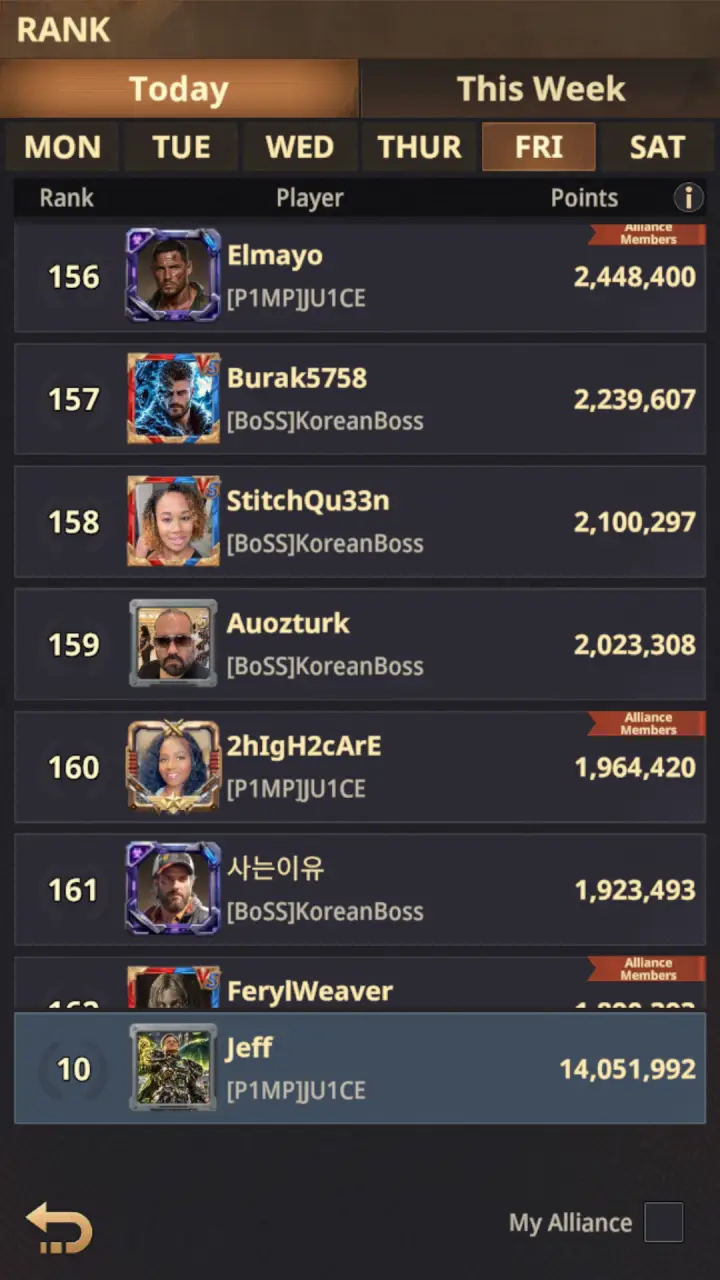 RANK
Today
This Week
MON
TUE
WED
THUR
FRI
SAT
Rank
Player
Points
Alliance
Members
156
Elmayo
[P1MP]JU1CE
2,448,400
157
Burak5758
[BoSS]KoreanBoss
2,239,607
158
StitchQu33n
[BoSS]KoreanBoss
2,100,297
159
Auozturk
[BoSS]KoreanBoss
2,023,308
Alliance
Members
160
2hIgH2cArE
[P1MP]JU1CE
1,964,420
161
사는이유
[BoSS]KoreanBoss
1,923,493
Alliance
Members
FerylWeaver
10
Jeff
[P1MP]JU1CE
14,051,992
My Alliance